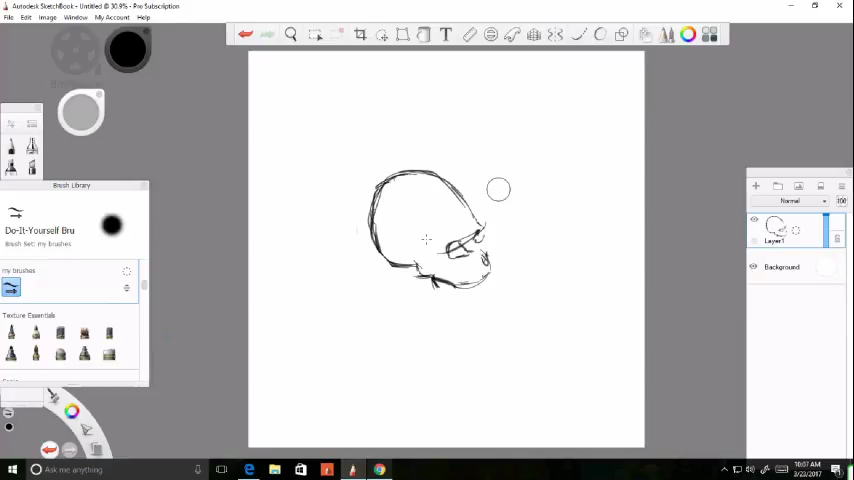 Autodesk SketchBook - Untitled @ 30.9% - Pro Subscription
File Edit Image Window My Account Help
T
Brush Library
Do-It-Yourself Bru
Brush Set: my brushes
my brushes
Texture Essentials
Normal
100
Layer1
Background
Ask me anything
10:07 AM
3/23/2017